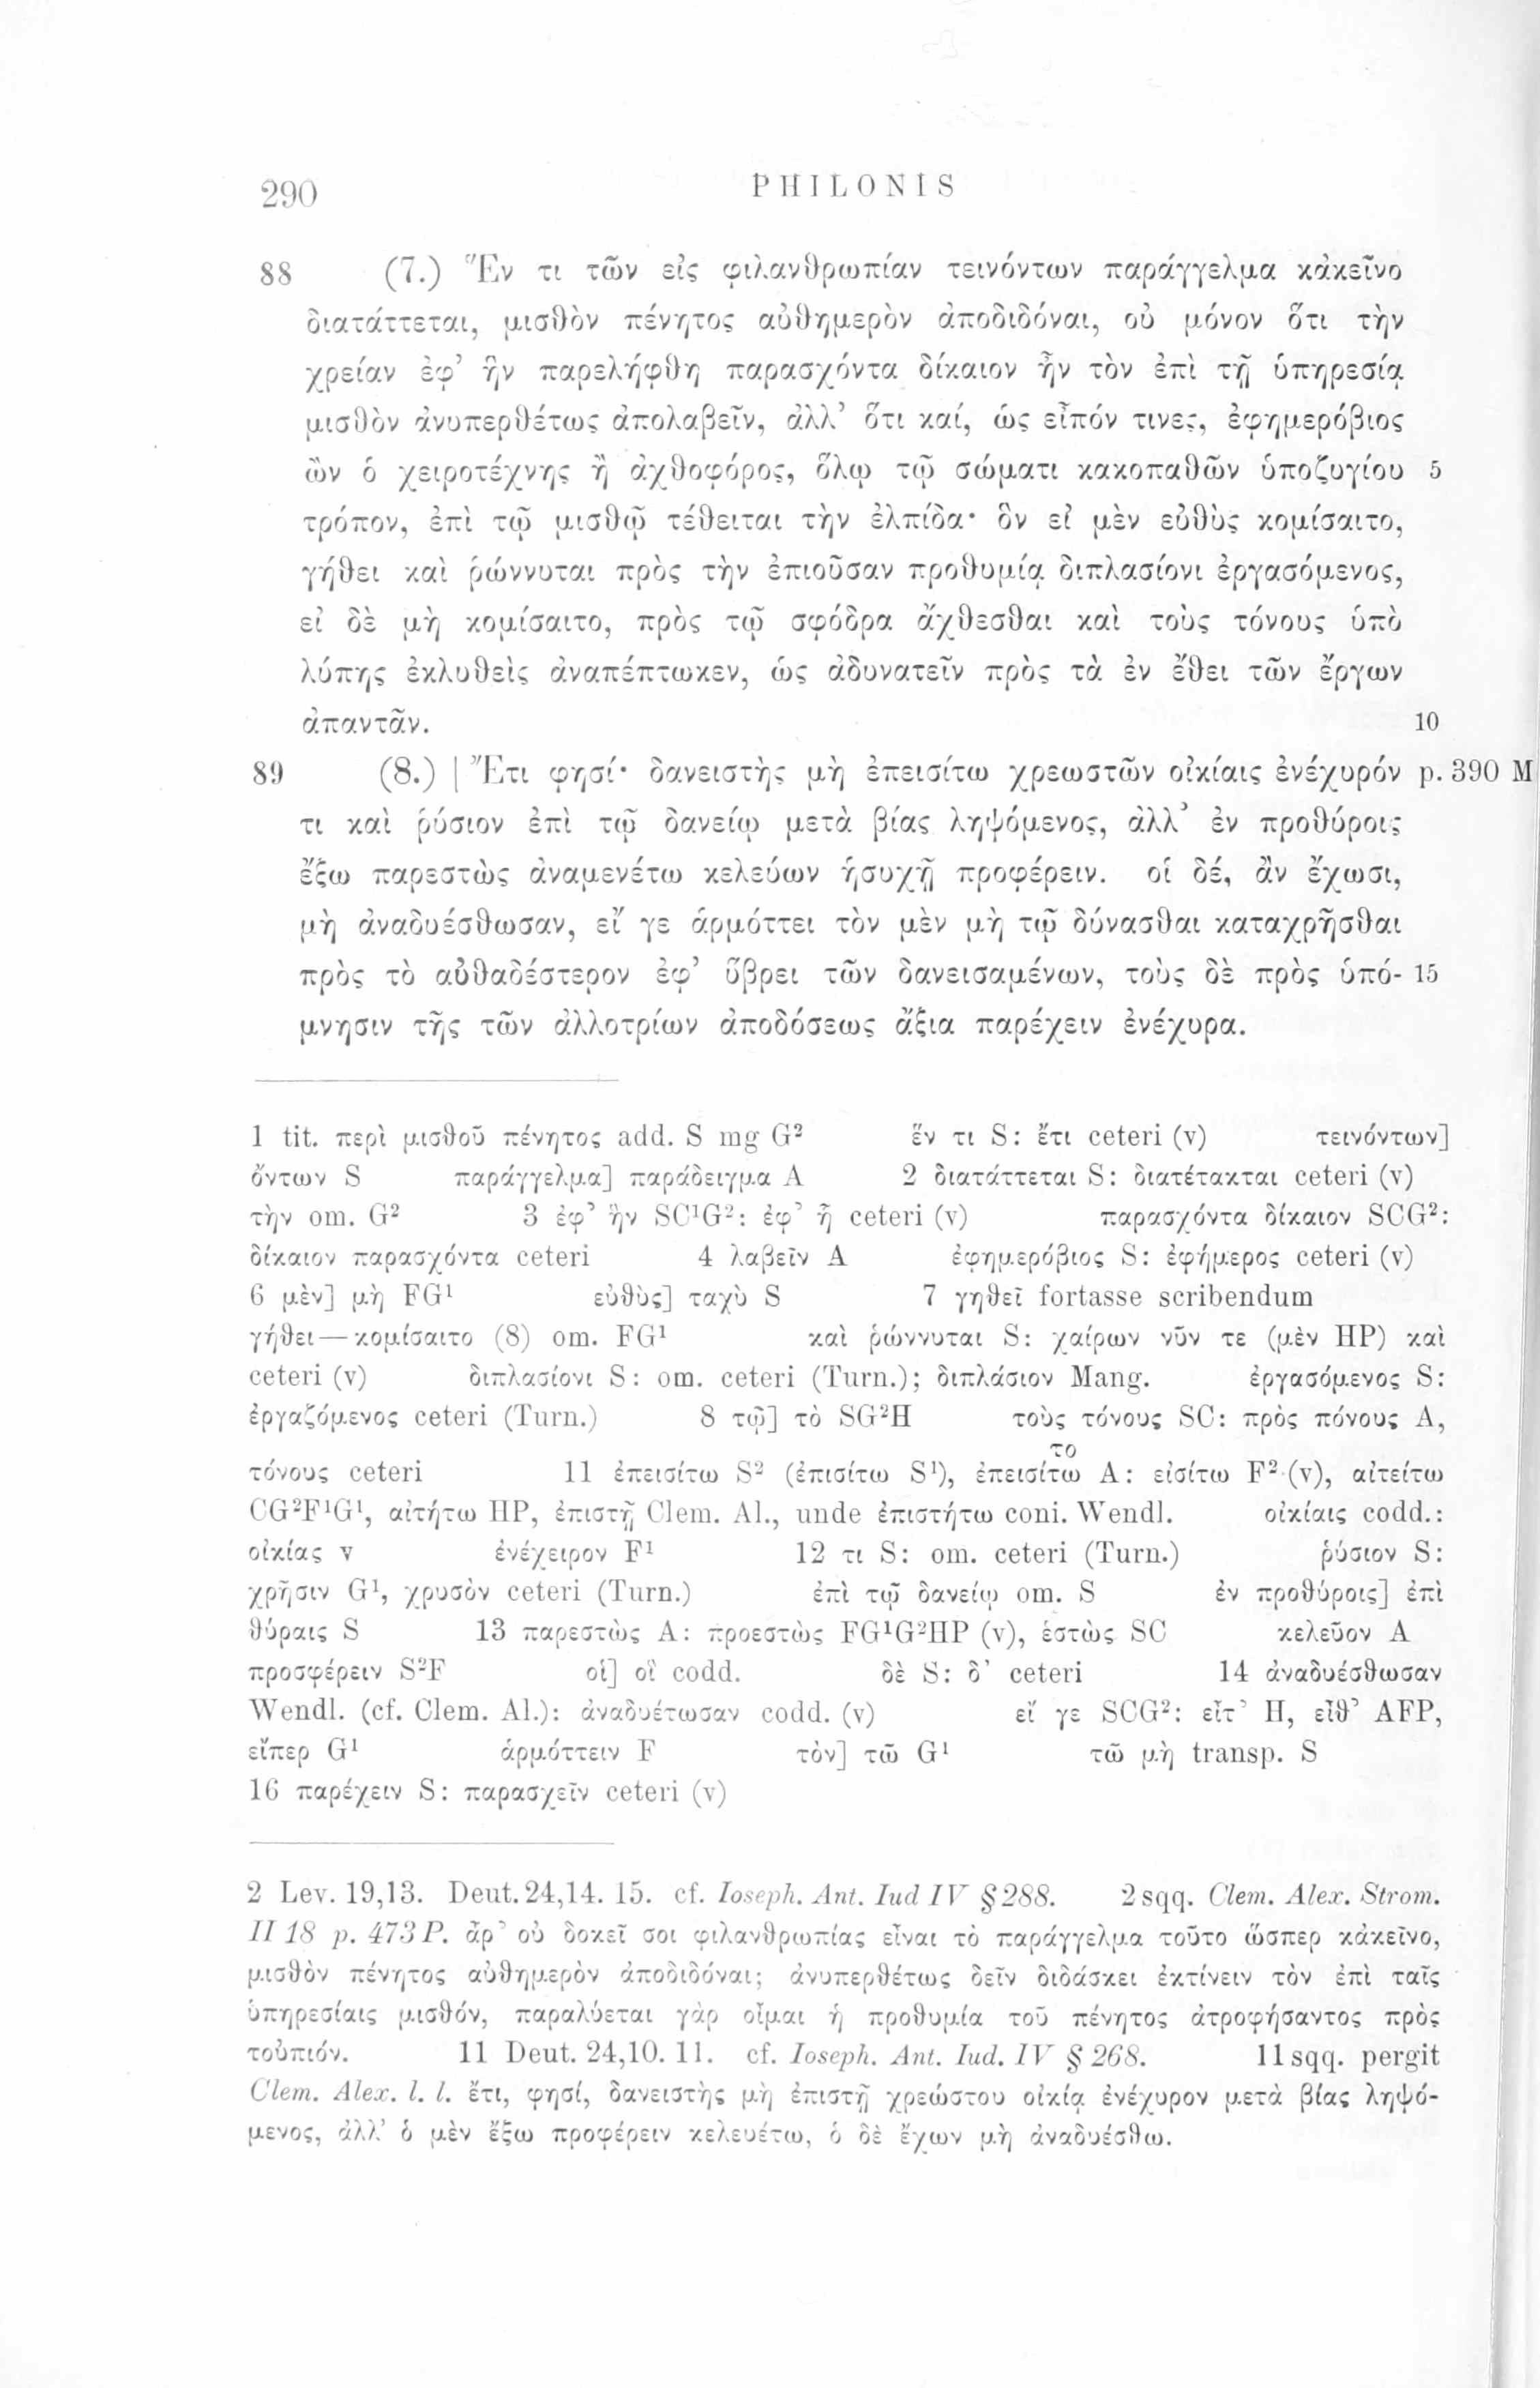 290 PHILONIS
88 (7.) Ἕν τι τῶν εἰς φιλανθρωπίαν τεινόντων παράγγελμα κἀκεῖνο
διατάττεται, μισθὸν πένητος αὐθημερὸν ἀποδιδόναι, οὐ μόνον ὅτι τὴν
χρείαν ἐφ’ ἣν παρελήφθη παρασχόντα δίκαιον ἦν τὸν ἐπὶ τῇ ὑπηρεσίᾳ
μισθὸν ἀνυπερθέτως ἀπολαβεῖν, ἀλλ’ ὅτι καί, ὡς εἶπόν τινες, ἐφημερόβιος
ὢν ὁ χειροτέχνης ἢ ἀχθοφόρος, ὅλῳ τῷ σώματι κακοπαθῶν ὑποζυγίου 5
τρόπον, ἐπὶ τῷ μισθῷ τέθειται τὴν ἐλπίδα· ὃν εἰ μὲν εὐθὺς κομίσαιτο,
γήθει καὶ ῥώννυται πρὸς τὴν ἐπιοῦσαν προθυμίᾳ διπλασίονι ἐργασόμενος,
εἰ δὲ μὴ κομίσαιτο, πρὸς τῷ σφόδρα ἄχθεσθαι καὶ τοὺς τόνους ὑπὸ
λύπης ἐκλυθεὶς ἀναπέπτωκεν, ὡς ἀδυνατεῖν πρὸς τὰ ἐν ἔθει τῶν ἔργων
ἀπαντᾶν. 10
89 (8.) | Ἔτι φησί· δανειστὴς μὴ ἐπεισίτω χρεωστῶν οἰκίαις ἐνέχυρόν p. 390 M
τι καὶ ῥύσιον ἐπὶ τῷ δανείῳ μετὰ βίας ληψόμενος, ἀλλ’ ἐν προθύροις
ἔξω παρεστὼς ἀναμενέτω κελεύων ἡσυχῇ προφέρειν. οἱ δέ, ἂν ἔχωσι,
μὴ ἀναδυέσθωσαν, εἴ γε ἁρμόττει τὸν μὲν μὴ τῷ δύνασθαι καταχρῆσθαι
πρὸς τὸ αὐθαδέστερον ἐφ’ ὕβρει τῶν δανεισαμένων, τοὺς δὲ πρὸς ὑπό- 15
μνησιν τῆς τῶν ἀλλοτρίων ἀποδόσεως ἄξια παρέχειν ἐνέχυρα.
1 tit. περὶ μισθοῦ πένητος add. S mg G² ἕν τι S: ἔτι ceteri (v) τεινόντων]
ὄντων S παράγγελμα] παράδειγμα A 2 διατάττεται S: διατέτακται ceteri (v)
τὴν om. G² 3 ἐφ’ ἣν SC¹G²: ἐφ’ ᾗ ceteri (v) παρασχόντα δίκαιον SCG²:
δίκαιον παρασχόντα ceteri 4 λαβεῖν A ἐφημερόβιος S: ἐφήμερος ceteri (v)
6 μὲν] μὴ FG¹ εὐθὺς] ταχὺ S 7 γηθεῖ fortasse scribendum
γήθει — κομίσαιτο (8) om. FG¹ καὶ ῥώννυται S: χαίρων νῦν τε (μὲν HP) καὶ
ceteri (v) διπλασίονι S: om. ceteri (Turn.); διπλάσιον Mang. ἐργασόμενος S:
ἐργαζόμενος ceteri (Turn.) 8 τῷ] τὸ SG²H τοὺς τόνους SC: πρὸς πόνους A,
τόνους ceteri 11 ἐπεισίτω S² (ἐπισίτω S¹), ἐπεισίτω\overset{το} A: εἰσίτω F² (v), αἰτείτω
CG²F¹G¹, αἰτήτω HP, ἐπιστῇ Clem. Al., unde ἐπιστήτω coni. Wendl. οἰκίαις codd.:
οἰκίας v ἐνέχειρον F¹ 12 τι S: om. ceteri (Turn.) ῥύσιον S:
χρῆσιν G¹, χρυσὸν ceteri (Turn.) ἐπὶ τῷ δανείῳ om. S ἐν προθύροις] ἐπὶ
θύραις S 13 παρεστὼς A: προεστὼς FG¹G²HP (v), ἑστὼς SC κελεῦον A
προσφέρειν S²F οἱ] οἳ codd. δὲ S: δ’ ceteri 14 ἀναδυέσθωσαν
Wendl. (cf. Clem. Al.): ἀναδυέτωσαν codd. (v) εἴ γε SCG²: εἶτ’ H, εἶθ’ AFP,
εἴπερ G¹ ἁρμόττειν F τὸν] τῶ G¹ τῶ μὴ transp. S
16 παρέχειν S: παρασχεῖν ceteri (v)
2 Lev. 19,13. Deut. 24,14. 15. cf. Ioseph. Ant. Iud IV § 288. 2 sqq. Clem. Alex. Strom.
II 18 p. 473 P. ἆρ’ οὐ δοκεῖ σοι φιλανθρωπίας εἶναι τὸ παράγγελμα τοῦτο ὥσπερ κἀκεῖνο,
μισθὸν πένητος αὐθημερὸν ἀποδιδόναι; ἀνυπερθέτως δεῖν διδάσκει ἐκτίνειν τὸν ἐπὶ ταῖς
ὑπηρεσίαις μισθόν, παραλύεται γὰρ οἶμαι ἡ προθυμία τοῦ πένητος ἀτροφήσαντος πρὸς
τοὐπιόν. 11 Deut. 24,10. 11. cf. Ioseph. Ant. Iud. IV § 268. 11 sqq. pergit
Clem. Alex. l. l. ἔτι, φησί, δανειστὴς μὴ ἐπιστῇ χρεώστου οἰκίᾳ ἐνέχυρον μετὰ βίας ληψό-
μενος, ἀλλ’ ὁ μὲν ἔξω προφέρειν κελευέτω, ὁ δὲ ἔχων μὴ ἀναδυέσθω.